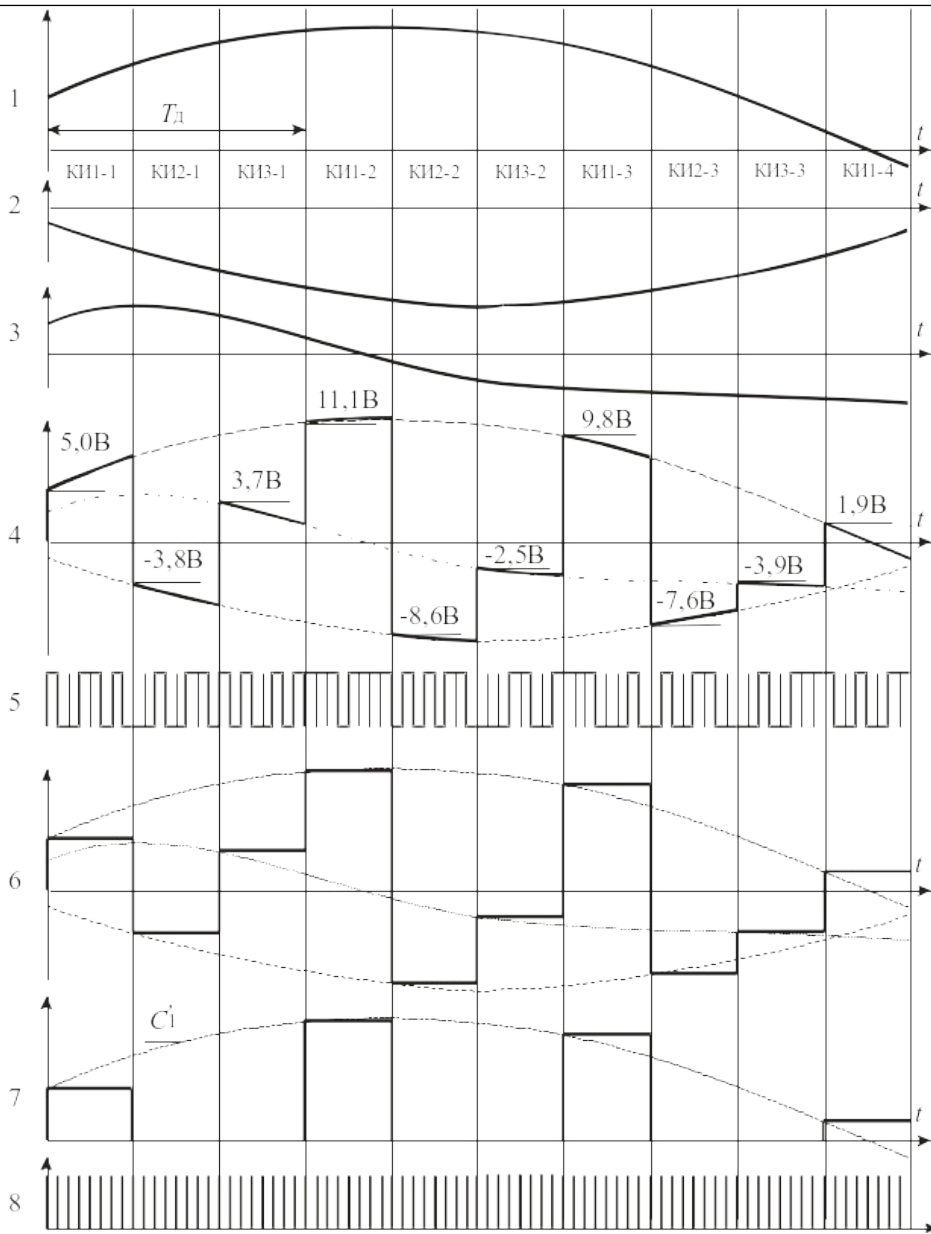 1
T_Д
t
КИ1-1 КИ2-1 КИ3-1 КИ1-2 КИ2-2 КИ3-2 КИ1-3 КИ2-3 КИ3-3 КИ1-4
2
t
3
t
11,1В
9,8В
5,0В
3,7В
1,9В
4
t
-3,8В
-2,5В
-3,9В
-8,6В
-7,6В
5
6
t
C'1
7
t
8